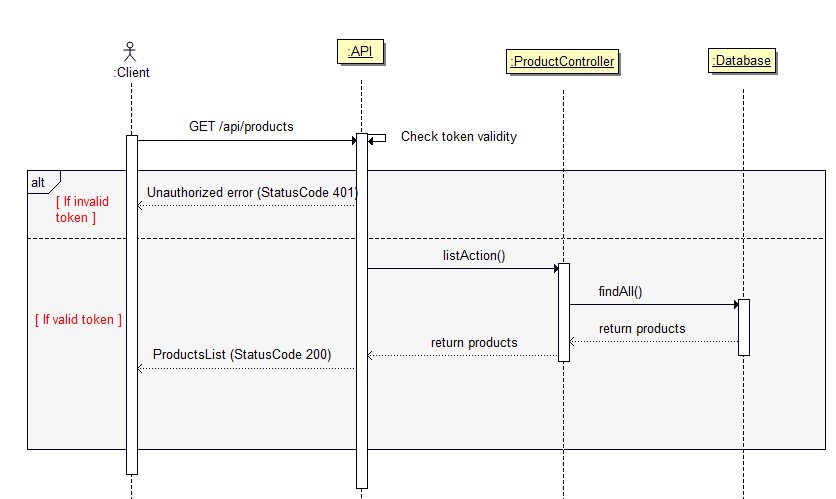 :Client
:API
:ProductController
:Database
GET /api/products
Check token validity
alt
[ If invalid
token ]
Unauthorized error (StatusCode 401)
listAction()
findAll()
[ If valid token ]
return products
return products
ProductsList (StatusCode 200)